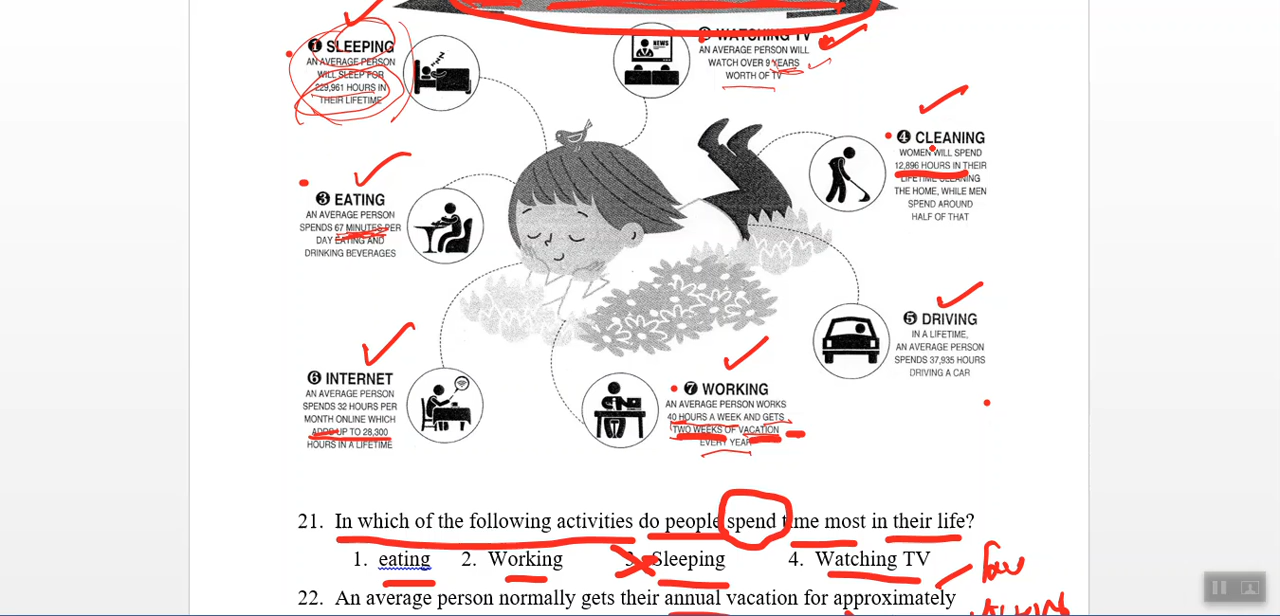 ❶ SLEEPING
AN AVERAGE PERSON
WILL SLEEP FOR
229,961 HOURS IN
THEIR LIFETIME
NEWS
WATCHING TV
AN AVERAGE PERSON WILL
WATCH OVER 9 YEARS
WORTH OF TV
❸ EATING
AN AVERAGE PERSON
SPENDS 67 MINUTES PER
DAY EATING AND
DRINKING BEVERAGES
❹ CLEANING
WOMEN WILL SPEND
12,896 HOURS IN THEIR
LIFETIME CLEANING
THE HOME, WHILE MEN
SPEND AROUND
HALF OF THAT
❺ DRIVING
IN A LIFETIME,
AN AVERAGE PERSON
SPENDS 37,935 HOURS
DRIVING A CAR
❻ INTERNET
AN AVERAGE PERSON
SPENDS 32 HOURS PER
MONTH ONLINE WHICH
ADDS UP TO 28,300
HOURS IN A LIFETIME
❼ WORKING
AN AVERAGE PERSON WORKS
40 HOURS A WEEK AND GETS
TWO WEEKS OF VACATION
EVERY YEAR
21. In which of the following activities do people spend time most in their life?
1. eating 2. Working 3. Sleeping 4. Watching TV
22. An average person normally gets their annual vacation for approximately